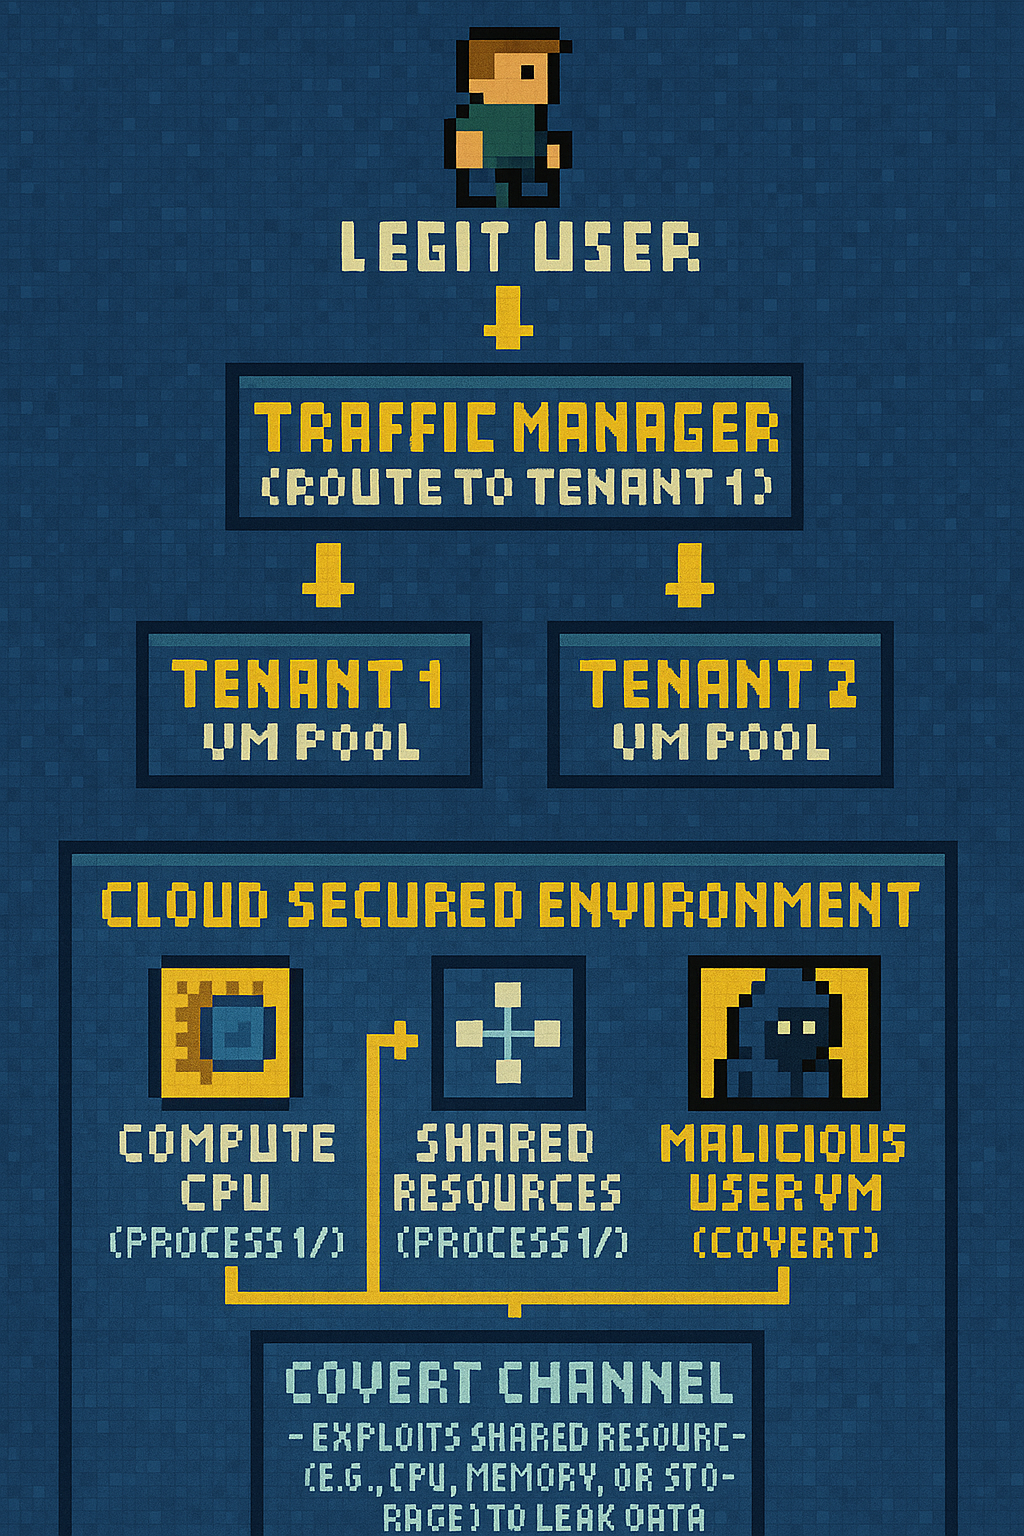 LEGIT USER
TRAFFIC MANAGER
(ROUTE TO TENANT 1)
TENANT 1
VM POOL
TENANT 2
VM POOL
CLOUD SECURED ENVIRONMENT
COMPUTE
CPU
(PROCESS 1/)
SHARED
RESOURCES
(PROCESS 1/)
MALICIOUS
USER VM
(COVERT)
COVERT CHANNEL
- EXPLOITS SHARED RESOURC-
(E.G., CPU, MEMORY, OR STO-
RAGE) TO LEAK DATA